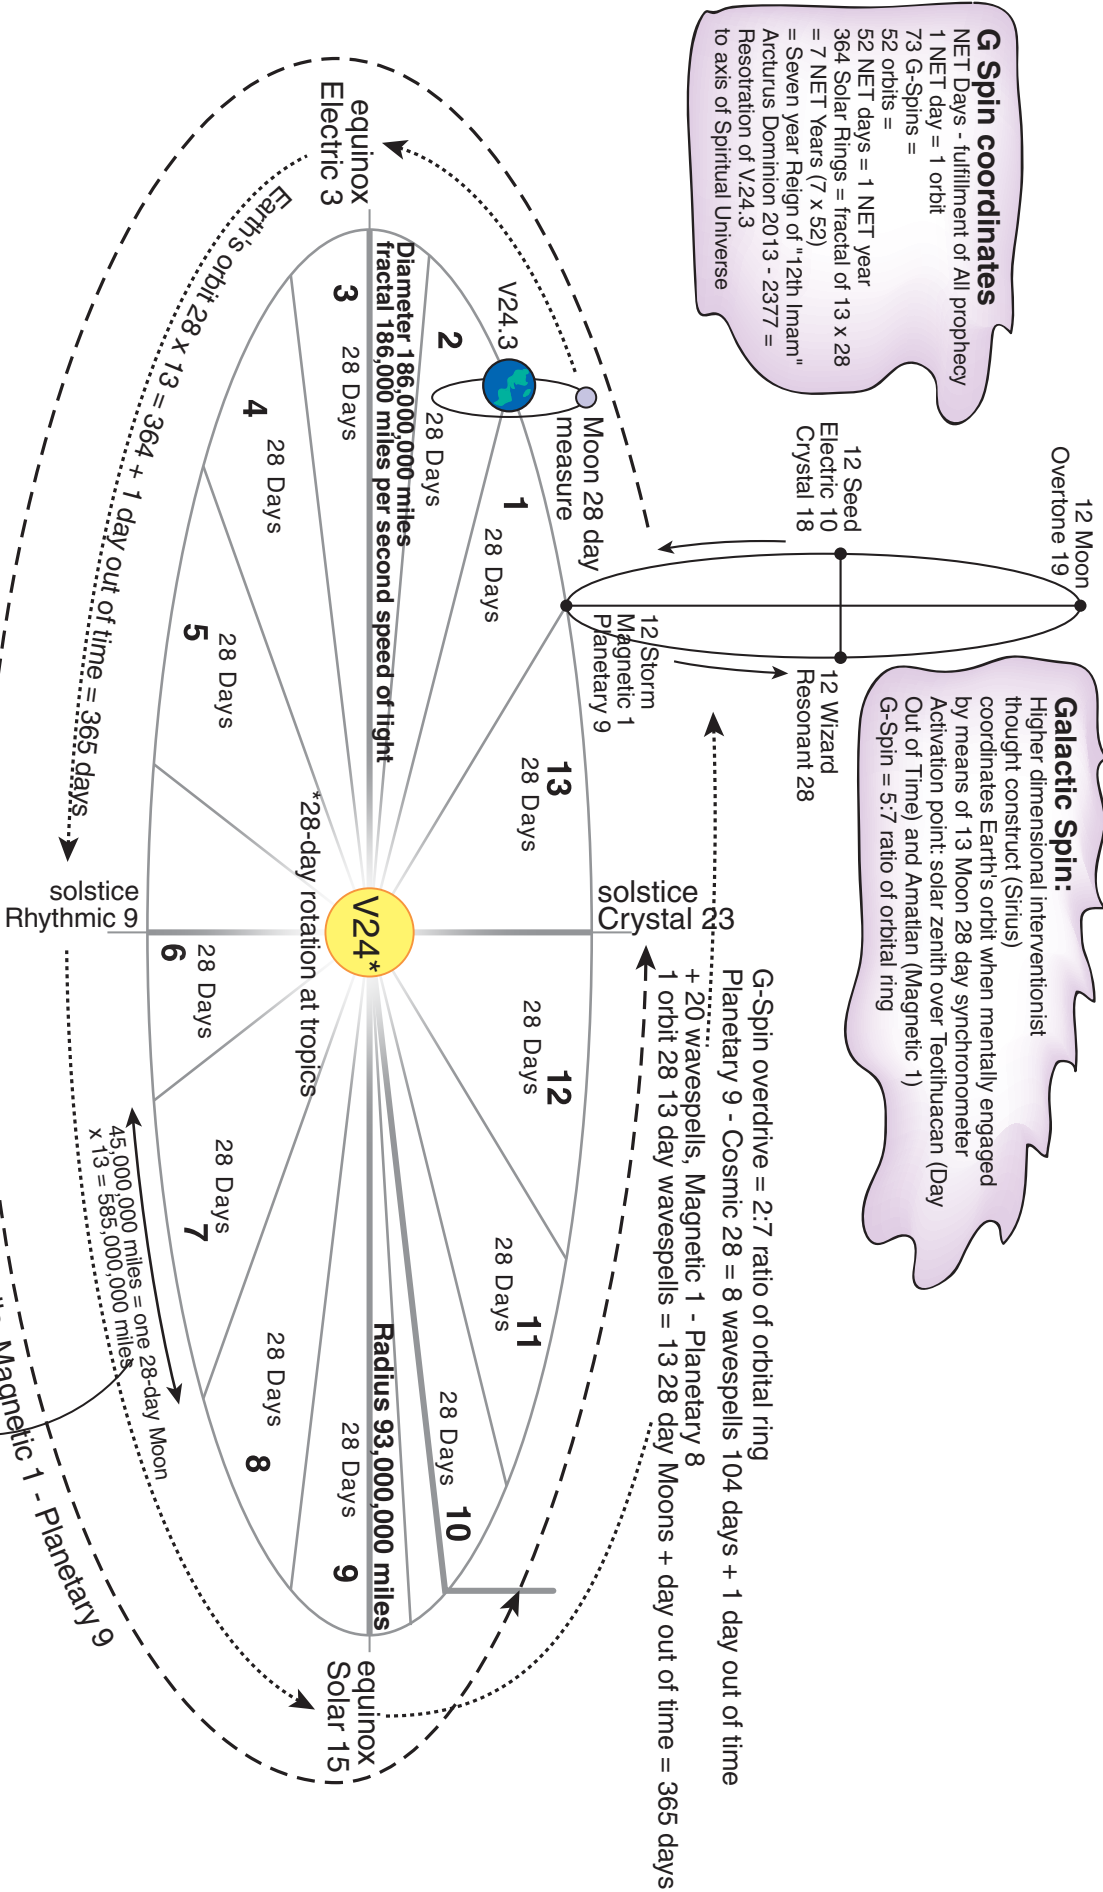 G Spin coordinates
NET Days - fulfillment of All prophecy
1 NET day = 1 orbit
73 G-Spins =
52 orbits =
52 NET days = 1 NET year
364 Solar Rings = fractal of 13 x 28
= 7 NET Years (7 x 52)
= Seven year Reign of "12th Imam"
Arcturus Dominion 2013 - 2377 =
Resotration of V.24.3
to axis of Spiritual Universe
12 Moon
Overtone 19
12 Seed
Electric 10
Crystal 18
12 Wizard
Resonant 28
12 Storm
Magnetic 1
Planetary 9
Galactic Spin:
Higher dimensional interventionist
thought construct (Sirius)
coordinates Earth's orbit when mentally engaged
by means of 13 Moon 28 day synchronometer
Activation point: solar zenith over Teotihuacan (Day
Out of Time) and Amatlan (Magnetic 1)
G-Spin = 5:7 ratio of orbital ring
G-Spin overdrive = 2:7 ratio of orbital ring
Planetary 9 - Cosmic 28 = 8 wavespells 104 days + 1 day out of time
+ 20 wavespells, Magnetic 1 - Planetary 8
1 orbit 28 13 day wavespells = 13 28 day Moons + day out of time = 365 days
Moon 28 day
measure
V24.3
equinox
Electric 3
solstice
Crystal 23
equinox
Solar 15
solstice
Rhythmic 9
1
28 Days
2
28 Days
3
28 Days
4
28 Days
5
28 Days
6
28 Days
7
28 Days
8
28 Days
9
28 Days
10
28 Days
11
28 Days
12
28 Days
13
28 Days
Diameter 186,000,000 miles
fractal 186,000 miles per second speed of light
V24*
Radius 93,000,000 miles
*28-day rotation at tropics
Earth's orbit 28 x 13 = 364 + 1 day out of time = 365 days
45,000,000 miles = one 28-day Moon
x 13 = 585,000,000 miles
Magnetic 1 - Planetary 9